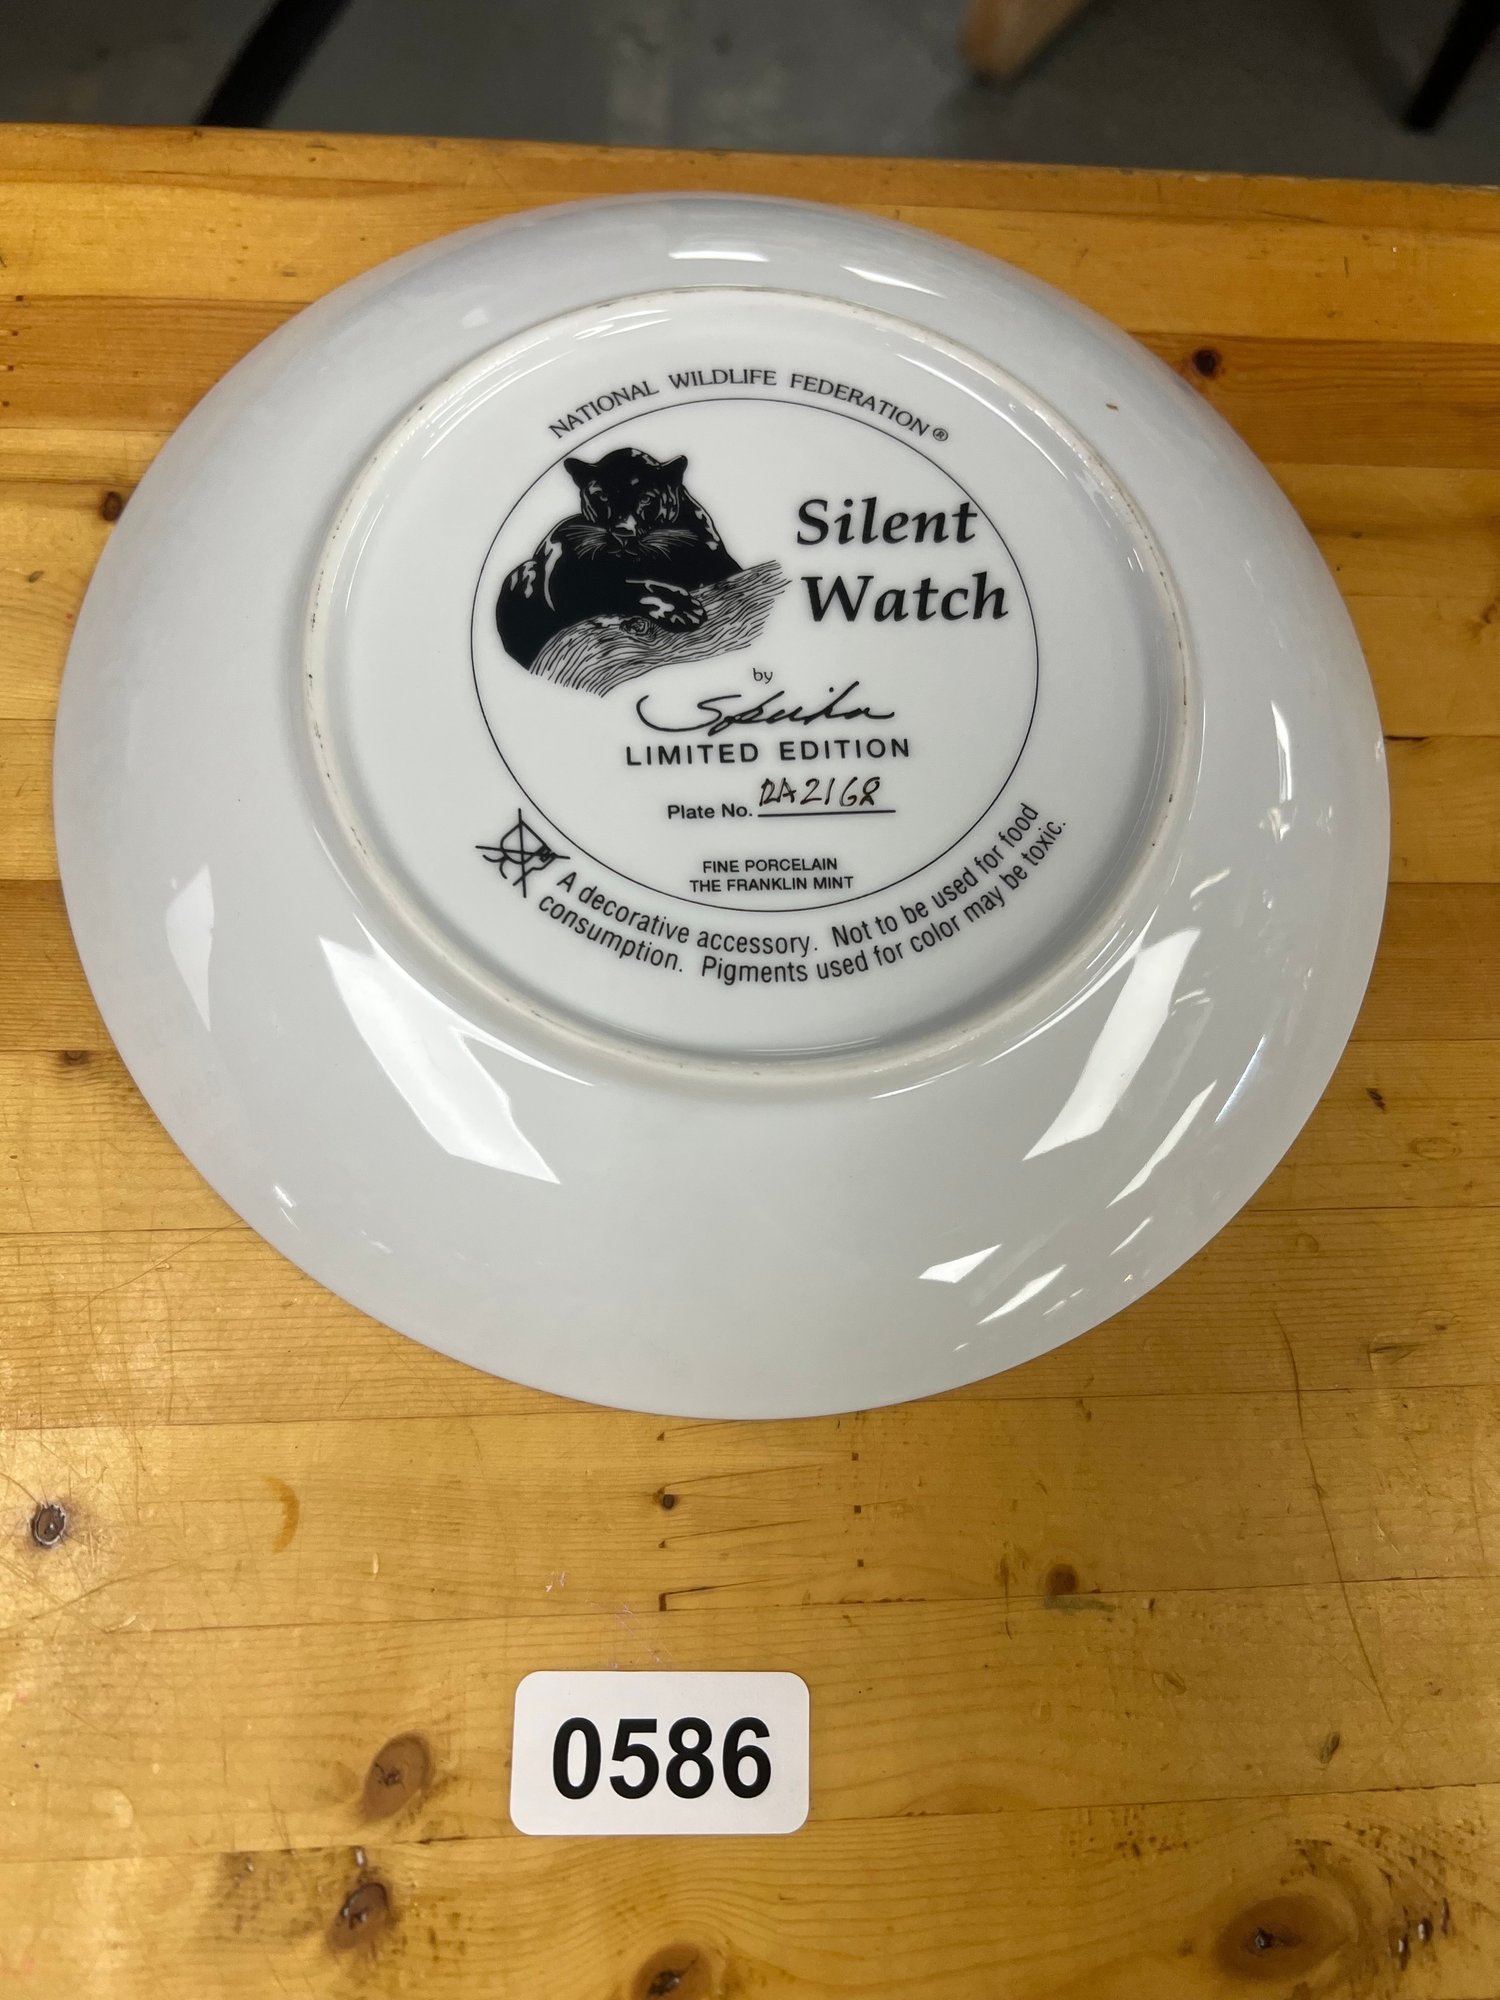 NATIONAL WILDLIFE FEDERATION®
Silent
Watch
by
LIMITED EDITION
Plate No. RA2168
FINE PORCELAIN
THE FRANKLIN MINT
A decorative accessory. Not to be used for food
consumption. Pigments used for color may be toxic.
0586